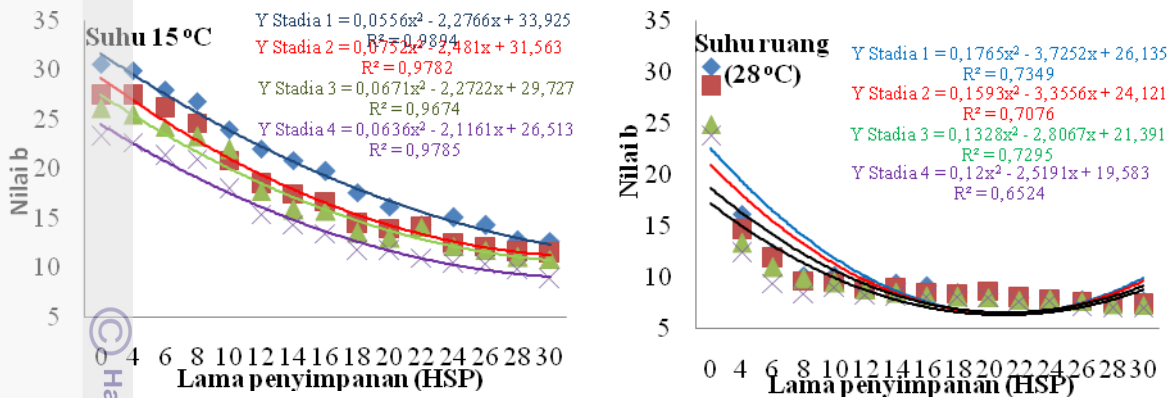 35
30
25
20
15
10
5
Nilai b
Suhu 15 °C
Y Stadia 1 = 0,0556x² - 2,2766x + 33,925
R² = 0,9894
Y Stadia 2 = 0,0752x² - 2,481x + 31,563
R² = 0,9782
Y Stadia 3 = 0,0671x² - 2,2722x + 29,727
R² = 0,9674
Y Stadia 4 = 0,0636x² - 2,1161x + 26,513
R² = 0,9785
0 4 6 8 10 12 14 16 18 20 22 24 26 28 30
Lama penyimpanan (HSP)
© Ha
35
30
25
20
15
10
5
Nilai b
Suhu ruang
(28 °C)
Y Stadia 1 = 0,1765x² - 3,7252x + 26,135
R² = 0,7349
Y Stadia 2 = 0,1593x² - 3,3556x + 24,121
R² = 0,7076
Y Stadia 3 = 0,1328x² - 2,8067x + 21,391
R² = 0,7295
Y Stadia 4 = 0,12x² - 2,5191x + 19,583
R² = 0,6524
0 4 6 8 10 12 14 16 18 20 22 24 26 28 30
Lama penyimpanan (HSP)